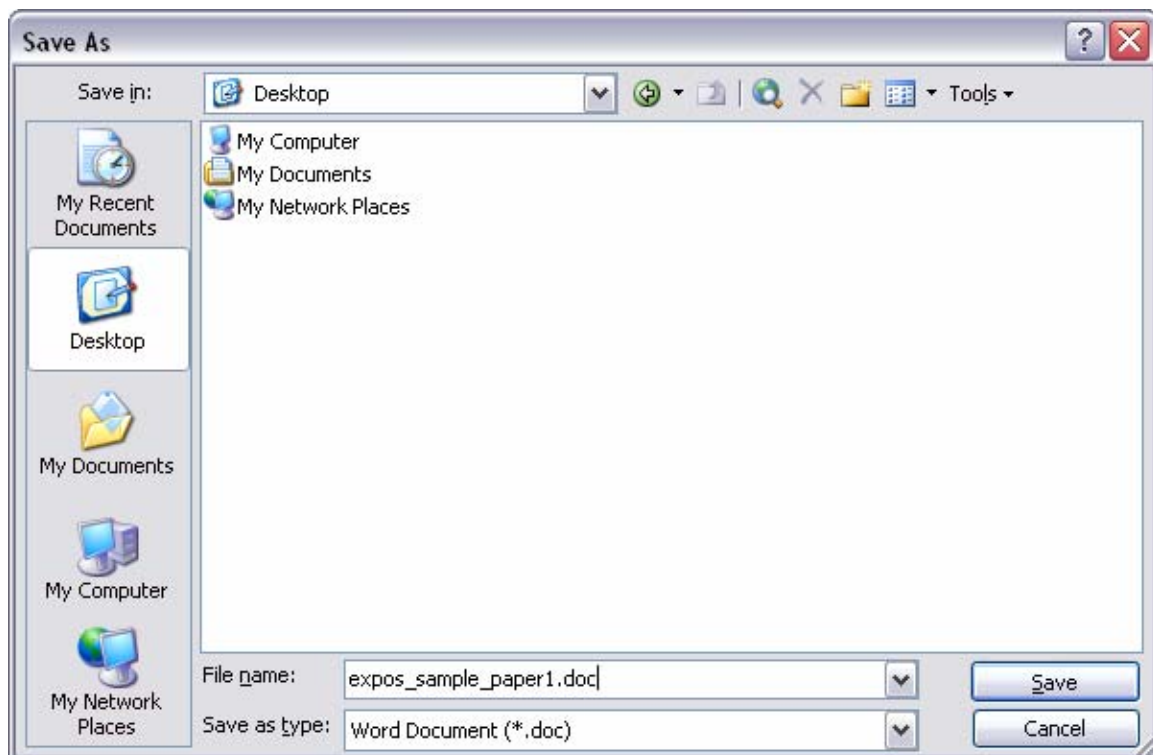 Save As
Save in:
Desktop
Tools
My Computer
My Documents
My Network Places
My Recent
Documents
Desktop
My Documents
My Computer
My Network
Places
File name:
expos_sample_paper1.doc
Save
Save as type:
Word Document (*.doc)
Cancel